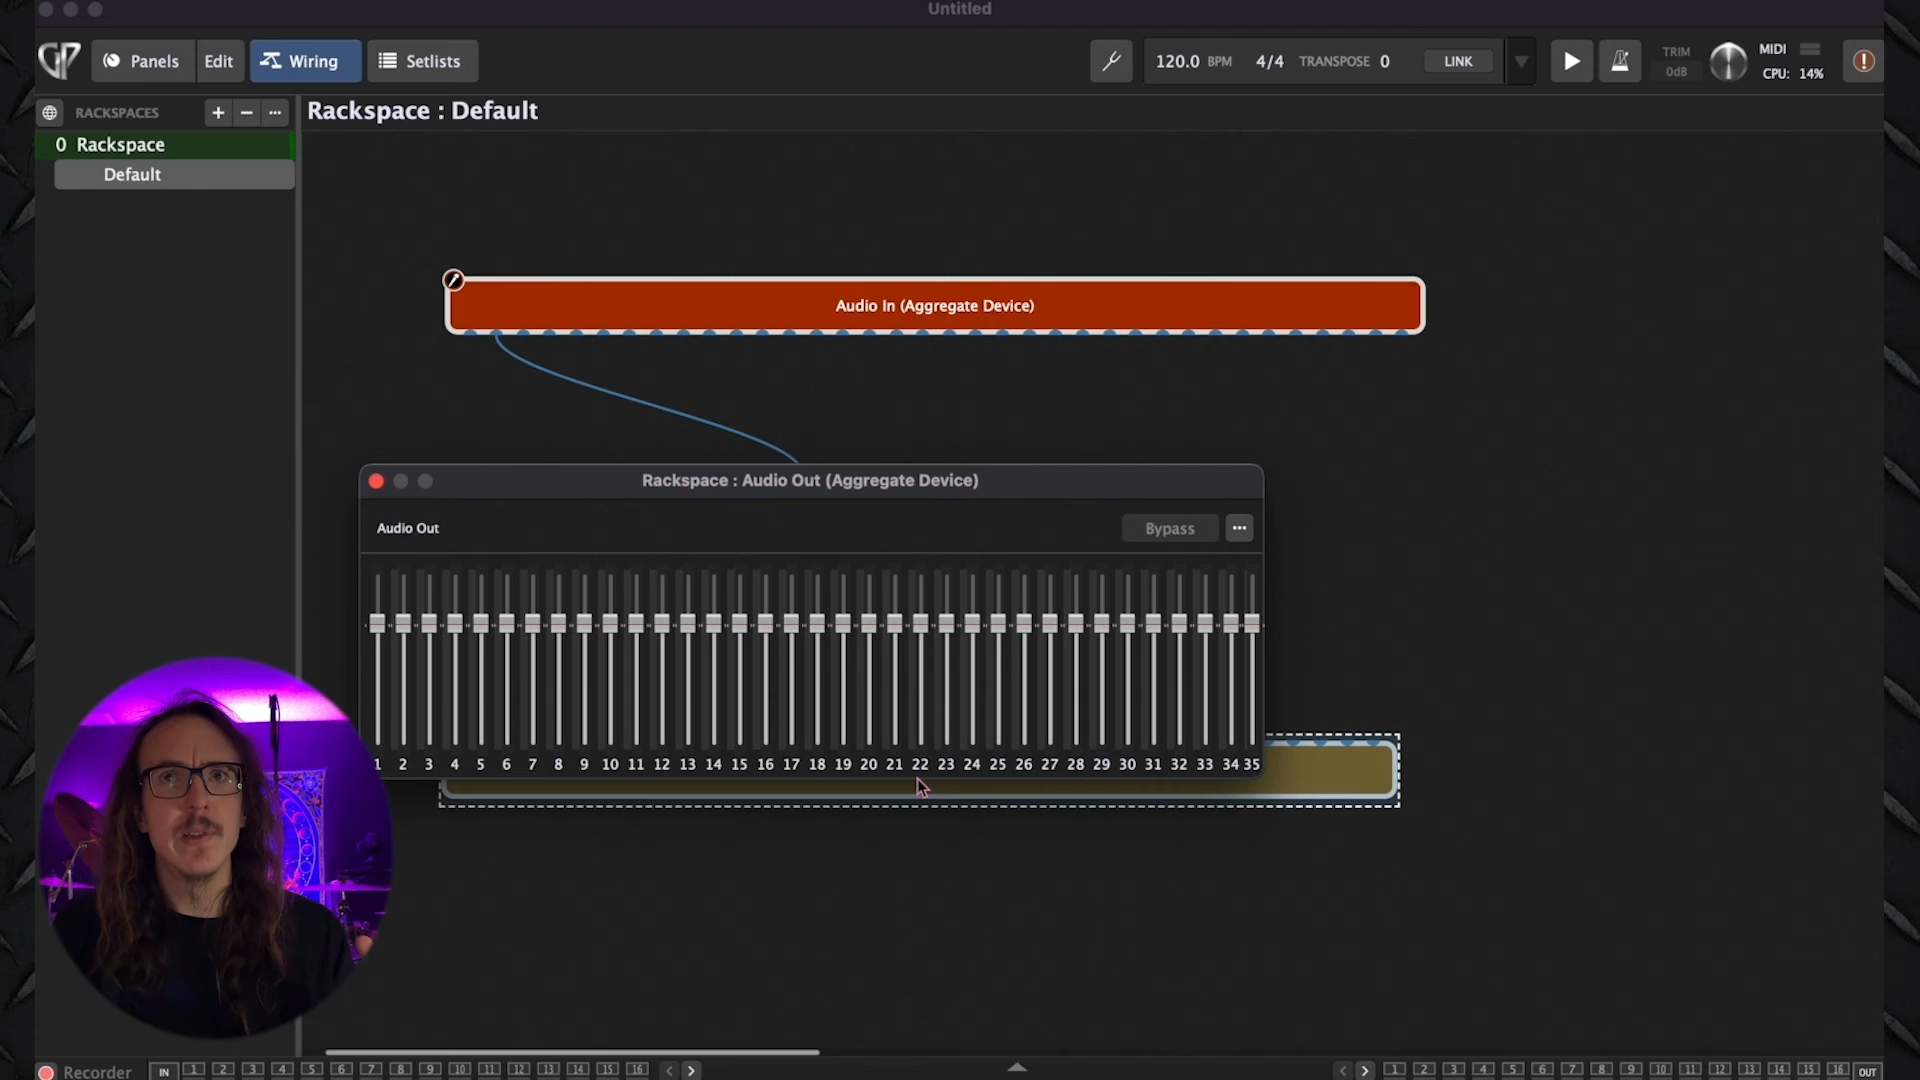 Untitled
GP Panels Edit Wiring Setlists 120.0 BPM 4/4 TRANSPOSE 0 LINK TRIM 0dB MIDI CPU: 14%
RACKSPACES + − ...
Rackspace : Default
0 Rackspace
Default
Audio In (Aggregate Device)
Rackspace : Audio Out (Aggregate Device)
Audio Out Bypass ...
1 2 3 4 5 6 7 8 9 10 11 12 13 14 15 16 17 18 19 20 21 22 23 24 25 26 27 28 29 30 31 32 33 34 35
Recorder IN 1 2 3 4 5 6 7 8 9 10 11 12 13 14 15 16 < > < > 1 2 3 4 5 6 7 8 9 10 11 12 13 14 15 16 OUT